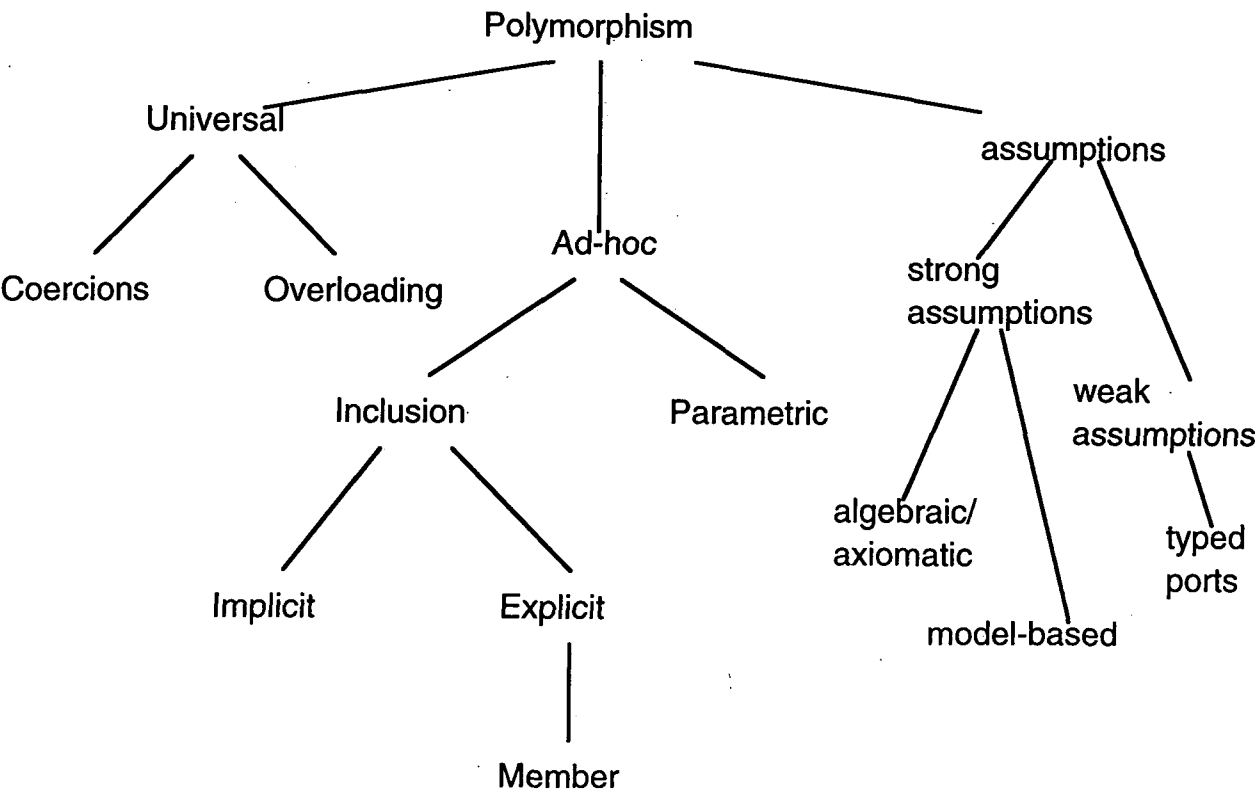 Polymorphism
Universal
assumptions
Ad-hoc
strong
assumptions
Coercions
Overloading
Inclusion
Parametric
weak
assumptions
algebraic/
axiomatic
typed
ports
Implicit
Explicit
model-based
Member